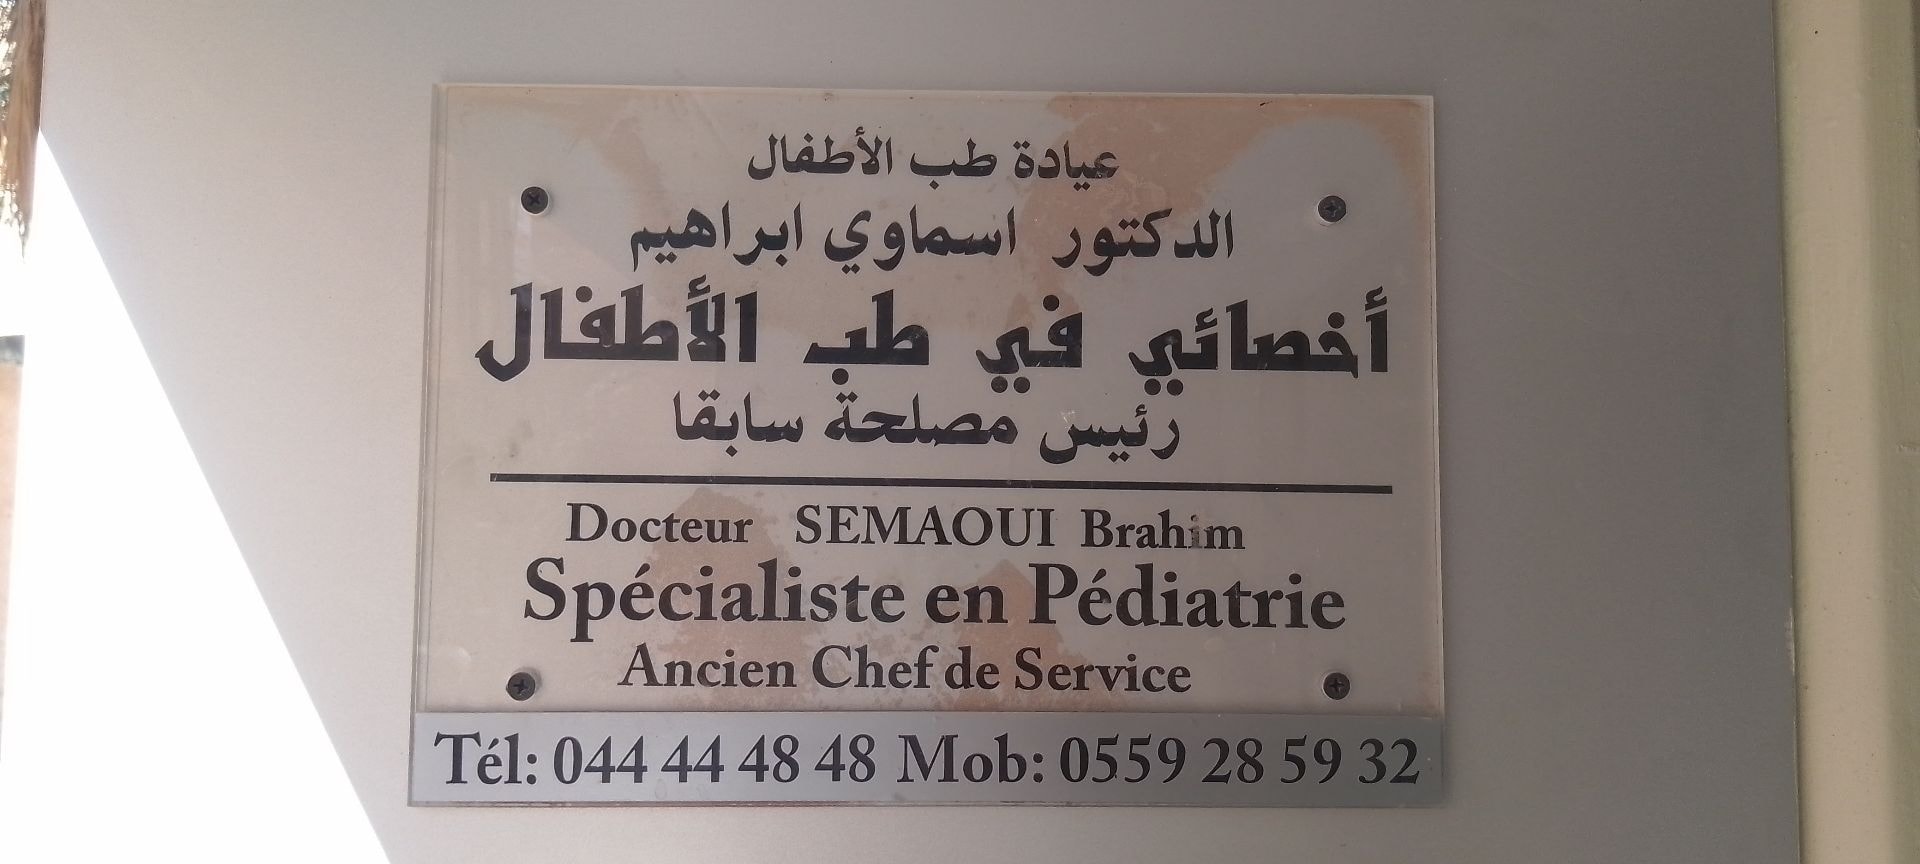 عيادة طب الأطفال
الدكتور اسماوي ابراهيم
أخصائي في طب الأطفال
رئيس مصلحة سابقا
Docteur SEMAOUI Brahim
Spécialiste en Pédiatrie
Ancien Chef de Service
Tél: 044 44 48 48 Mob: 0559 28 59 32